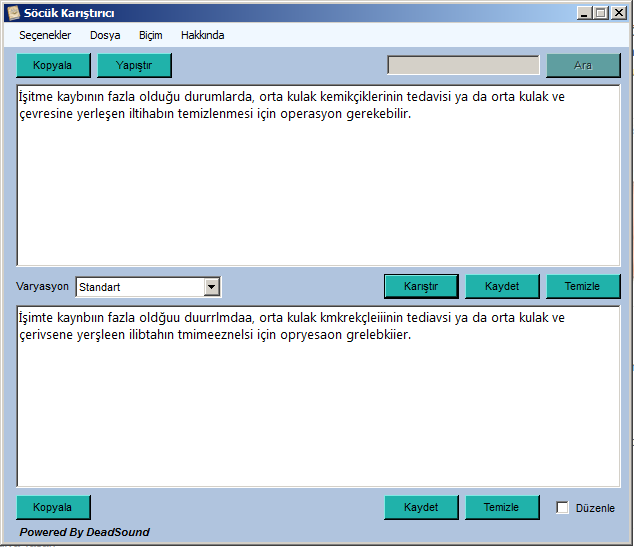 Söcük Karıştırıcı
Seçenekler Dosya Biçim Hakkında
Kopyala Yapıştır Ara
İşitme kaybının fazla olduğu durumlarda, orta kulak kemikçiklerinin tedavisi ya da orta kulak ve
çevresine yerleşen iltihabın temizlenmesi için operasyon gerekebilir.
Varyasyon Standart Karıştır Kaydet Temizle
İşimte kaynbıın fazla oldğuu duurrlmdaa, orta kulak kmkrekçleiiinin tediavsi ya da orta kulak ve
çerivsene yerşleen ilibtahın tmimeeznelsi için opryesaon grelebkiier.
Kopyala Kaydet Temizle Düzenle
Powered By DeadSound